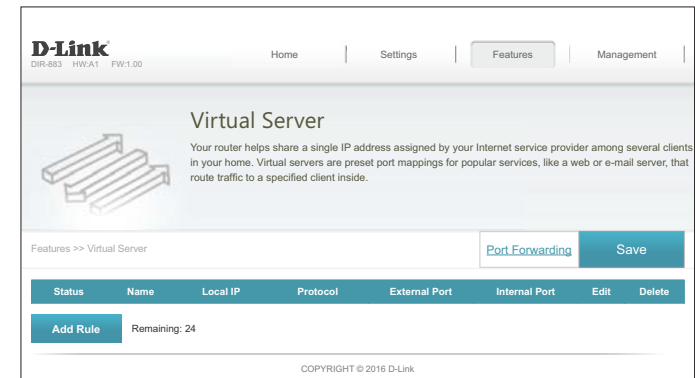 D-Link
DIR-883 HW:A1 FW:1.00
Home
Settings
Features
Management
Virtual Server
Your router helps share a single IP address assigned by your Internet service provider among several clients
in your home. Virtual servers are preset port mappings for popular services, like a web or e-mail server, that
route traffic to a specified client inside.
Features >> Virtual Server
Port Forwarding
Save
Status Name Local IP Protocol External Port Internal Port Edit Delete
Add Rule
Remaining: 24
COPYRIGHT © 2016 D-Link